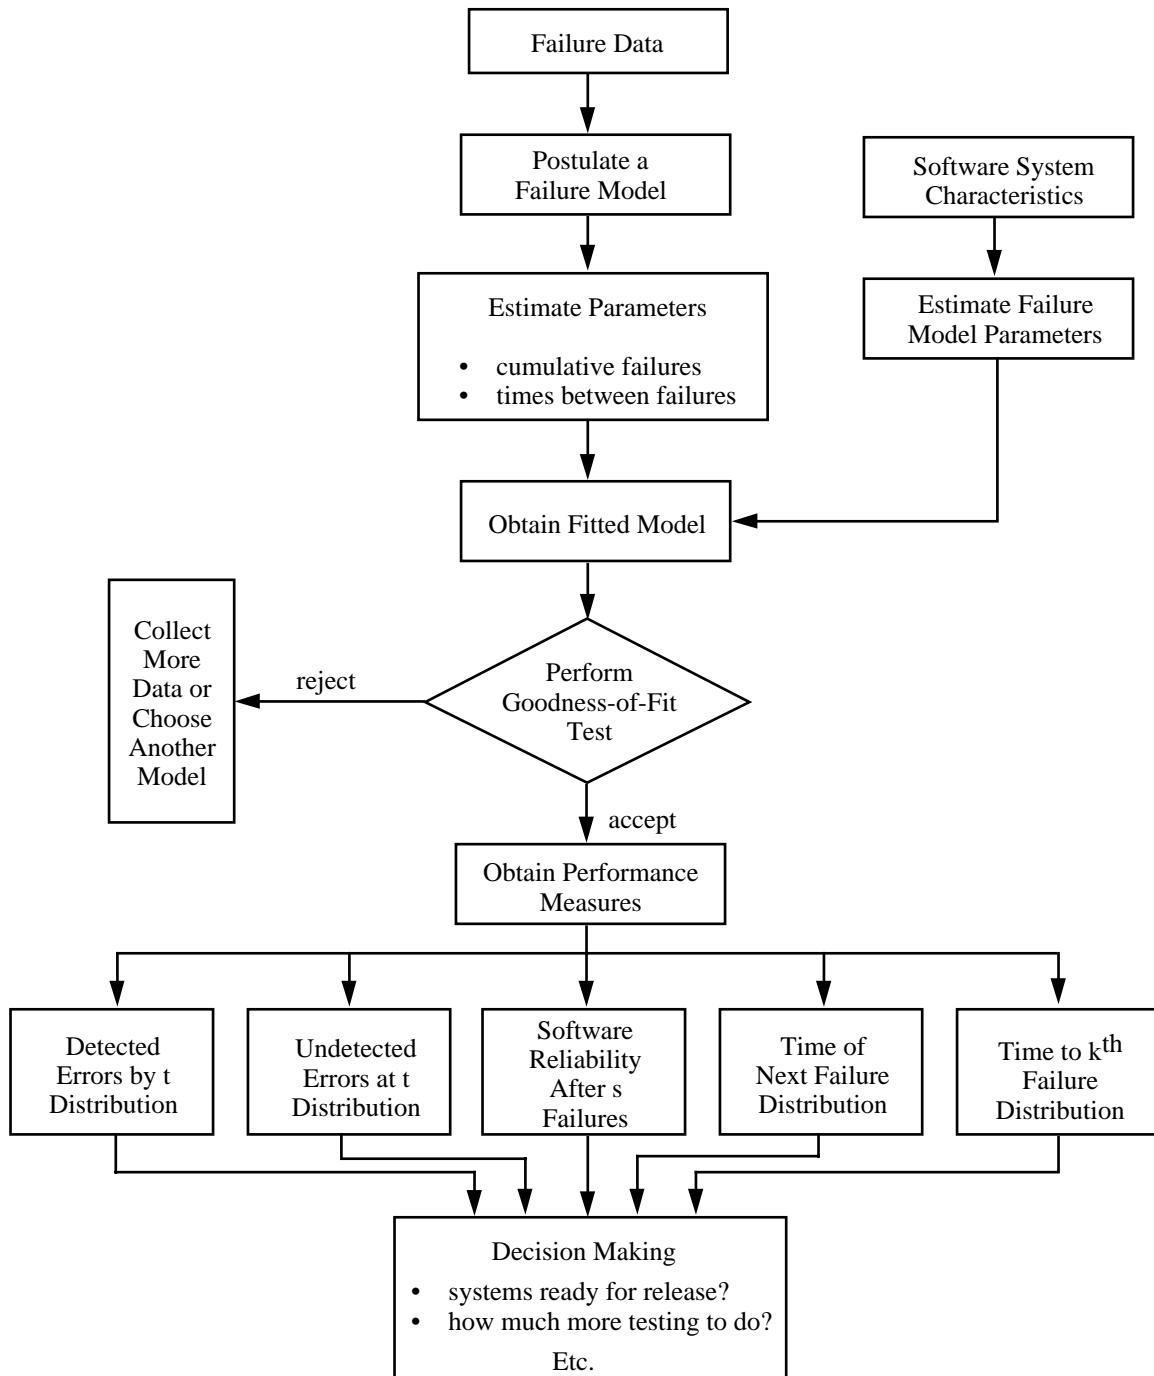 Failure Data
Postulate a
Failure Model
Software System
Characteristics
Estimate Parameters
• cumulative failures
• times between failures
Estimate Failure
Model Parameters
Obtain Fitted Model
Collect
More
Data or
Choose
Another
Model
reject
Perform
Goodness-of-Fit
Test
accept
Obtain Performance
Measures
Detected
Errors by t
Distribution
Undetected
Errors at t
Distribution
Software
Reliability
After s
Failures
Time of
Next Failure
Distribution
Time to kth
Failure
Distribution
Decision Making
• systems ready for release?
• how much more testing to do?
Etc.